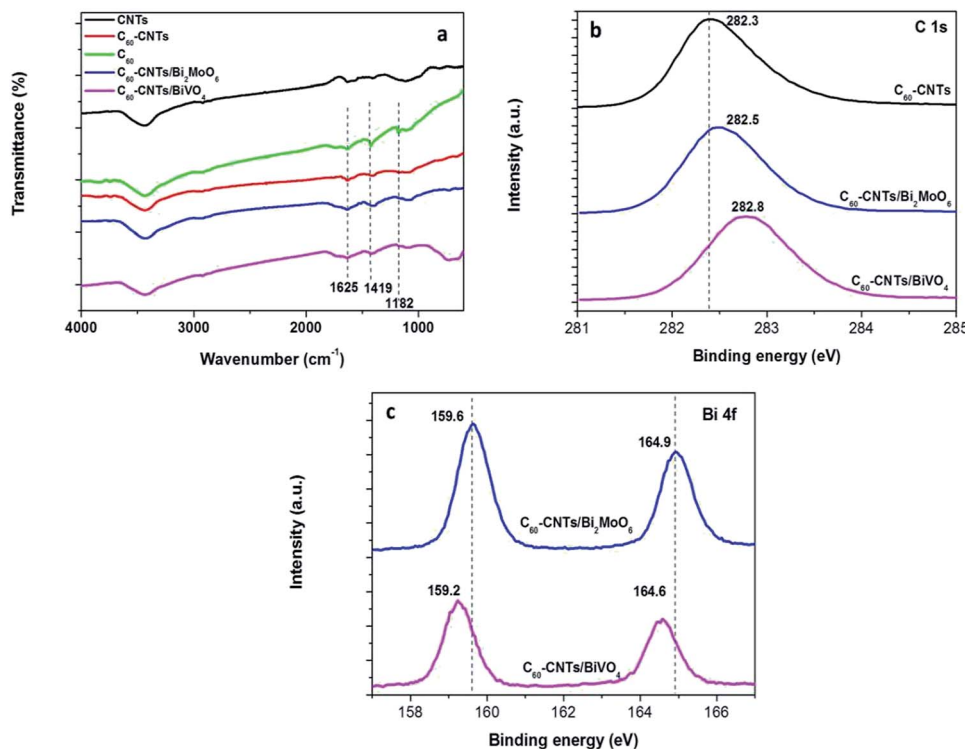 CNTs
C₆₀-CNTs
C₆₀
C₆₀-CNTs/Bi₂MoO₆
C₆₀-CNTs/BiVO₄
a
Transmittance (%)
1625
1419
1182
4000
3000
2000
1000
Wavenumber (cm⁻¹)
b
C 1s
282.3
C₆₀-CNTs
282.5
C₆₀-CNTs/Bi₂MoO₆
282.8
C₆₀-CNTs/BiVO₄
Intensity (a.u.)
281
282
283
284
285
Binding energy (eV)
c
Bi 4f
159.6
164.9
C₆₀-CNTs/Bi₂MoO₆
159.2
164.6
C₆₀-CNTs/BiVO₄
Intensity (a.u.)
158
160
162
164
166
Binding energy (eV)